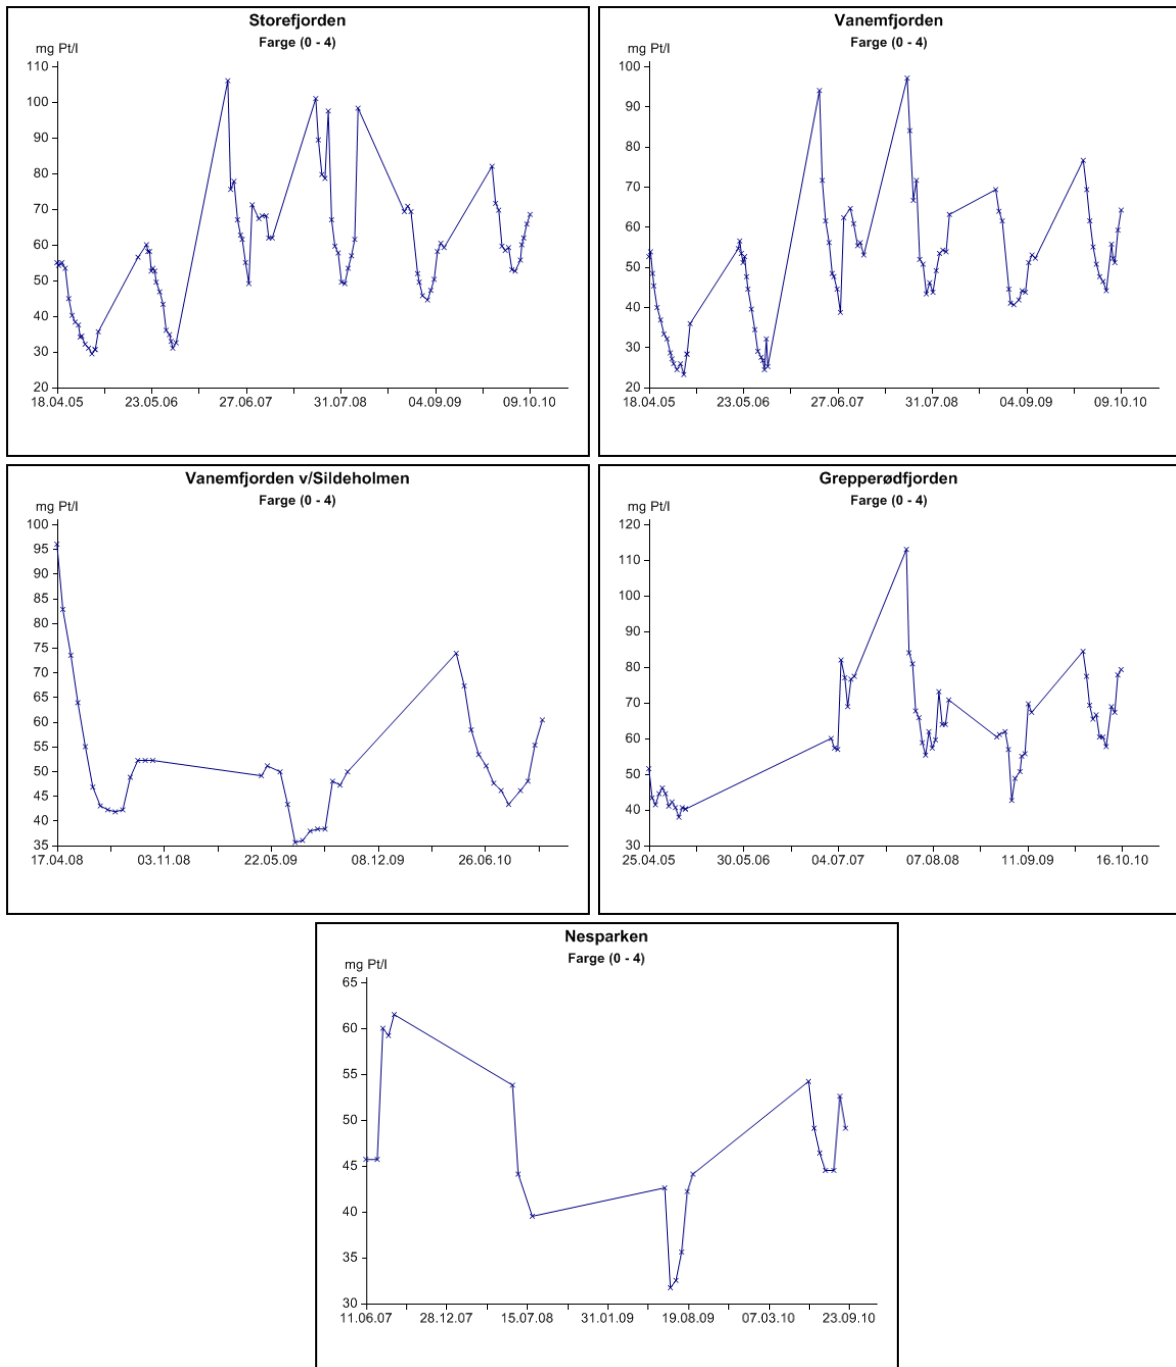 Storefjorden
Farge (0 - 4)
mg Pt/l
110
100
90
80
70
60
50
40
30
20
18.04.05 23.05.06 27.06.07 31.07.08 04.09.09 09.10.10
Vanemfjorden
Farge (0 - 4)
mg Pt/l
100
90
80
70
60
50
40
30
20
18.04.05 23.05.06 27.06.07 31.07.08 04.09.09 09.10.10
Vanemfjorden v/Sildeholmen
Farge (0 - 4)
mg Pt/l
100
95
90
85
80
75
70
65
60
55
50
45
40
35
17.04.08 03.11.08 22.05.09 08.12.09 26.06.10
Grepperødfjorden
Farge (0 - 4)
mg Pt/l
120
110
100
90
80
70
60
50
40
30
25.04.05 30.05.06 04.07.07 07.08.08 11.09.09 16.10.10
Nesparken
Farge (0 - 4)
mg Pt/l
65
60
55
50
45
40
35
30
11.06.07 28.12.07 15.07.08 31.01.09 19.08.09 07.03.10 23.09.10